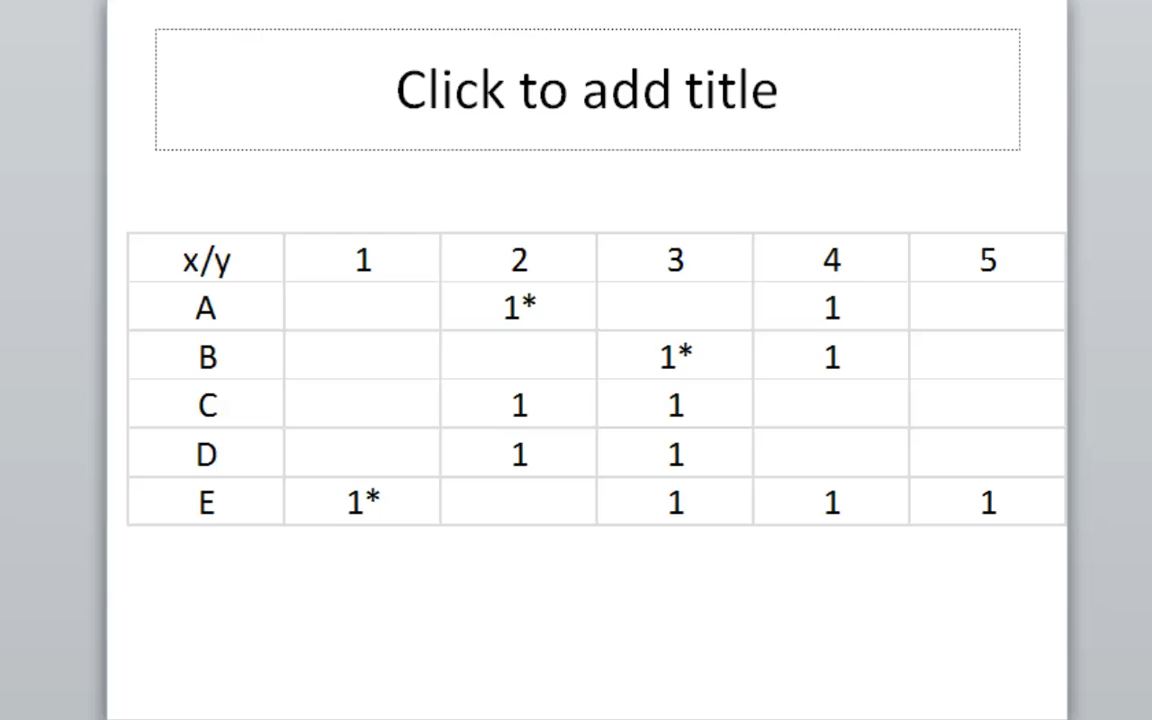 Click to add title
x/y 1 2 3 4 5
A 1* 1
B 1* 1
C 1 1
D 1 1
E 1* 1 1 1